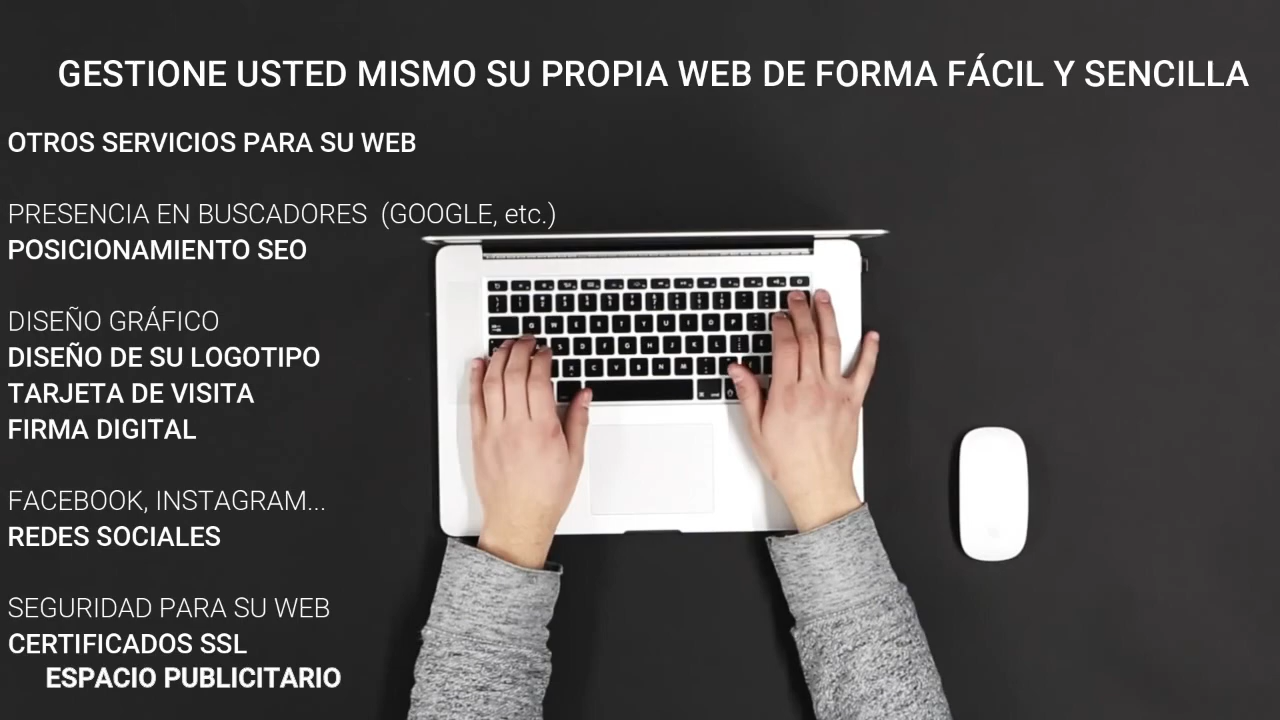 GESTIONE USTED MISMO SU PROPIA WEB DE FORMA FÁCIL Y SENCILLA
OTROS SERVICIOS PARA SU WEB
PRESENCIA EN BUSCADORES (GOOGLE, etc.)
POSICIONAMIENTO SEO
DISEÑO GRÁFICO
DISEÑO DE SU LOGOTIPO
TARJETA DE VISITA
FIRMA DIGITAL
FACEBOOK, INSTAGRAM...
REDES SOCIALES
SEGURIDAD PARA SU WEB
CERTIFICADOS SSL
ESPACIO PUBLICITARIO